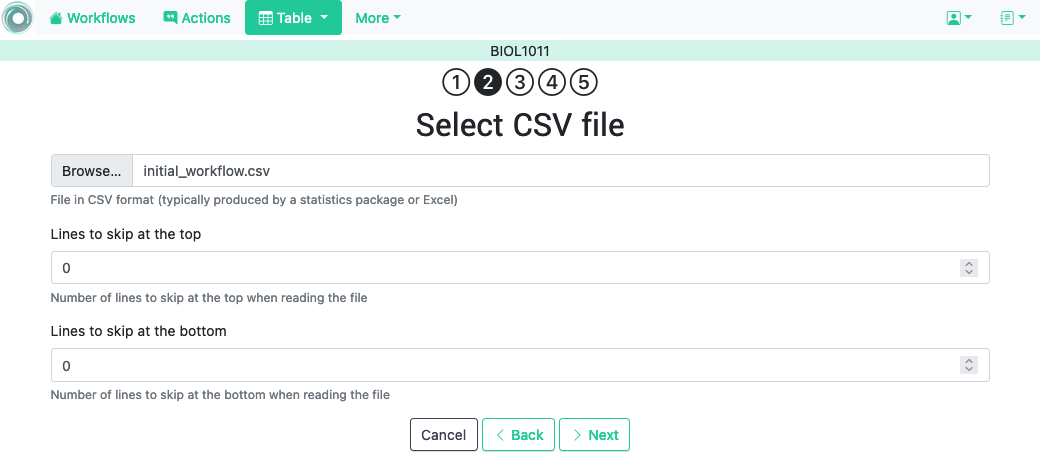 Workflows Actions Table More
BIOL1011
1 2 3 4 5
Select CSV file
Browse... initial_workflow.csv
File in CSV format (typically produced by a statistics package or Excel)
Lines to skip at the top
0
Number of lines to skip at the top when reading the file
Lines to skip at the bottom
0
Number of lines to skip at the bottom when reading the file
Cancel Back Next